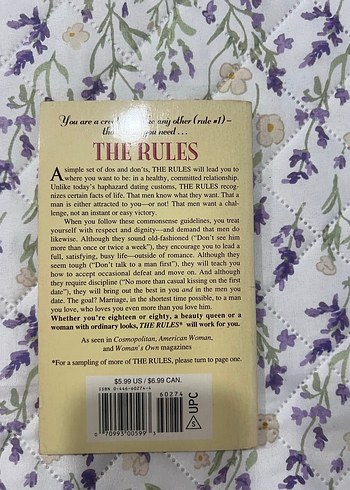 You are a any other (rule #1)–
you need . . .
THE RULES
A simple set of dos and don'ts, THE RULES will lead you to
where you want to be: in a healthy, committed relationship.
Unlike today's haphazard dating customs, THE RULES recog-
nizes certain facts of life. That men know what they want. That a
man is either attracted to you—or not! That men want a chal-
lenge, not an instant or easy victory.
When you follow these commonsense guidelines, you treat
yourself with respect and dignity—and demand that men do
likewise. Although they sound old-fashioned ("Don't see him
more than once or twice a week"), they encourage you to lead a
full, satisfying, busy life—outside of romance. Although they
seem tough ("Don't talk to a man first"), they will teach you
how to accept occasional defeat and move on. And although
they require discipline ("No more than casual kissing on the first
date"), they will bring out the best in you and in the men you
date. The goal? Marriage, in the shortest time possible, to a man
you love, who loves you even more than you love him.
Whether you're eighteen or eighty, a beauty queen or a
woman with ordinary looks, THE RULES* will work for you.
As seen in Cosmopolitan, American Woman,
and Woman's Own magazines
*For a sampling of more of THE RULES, please turn to page one.
$5.99 US / $6.99 CAN.
ISBN 0-446-60274-4
60274
0 70993 00599
S UPC